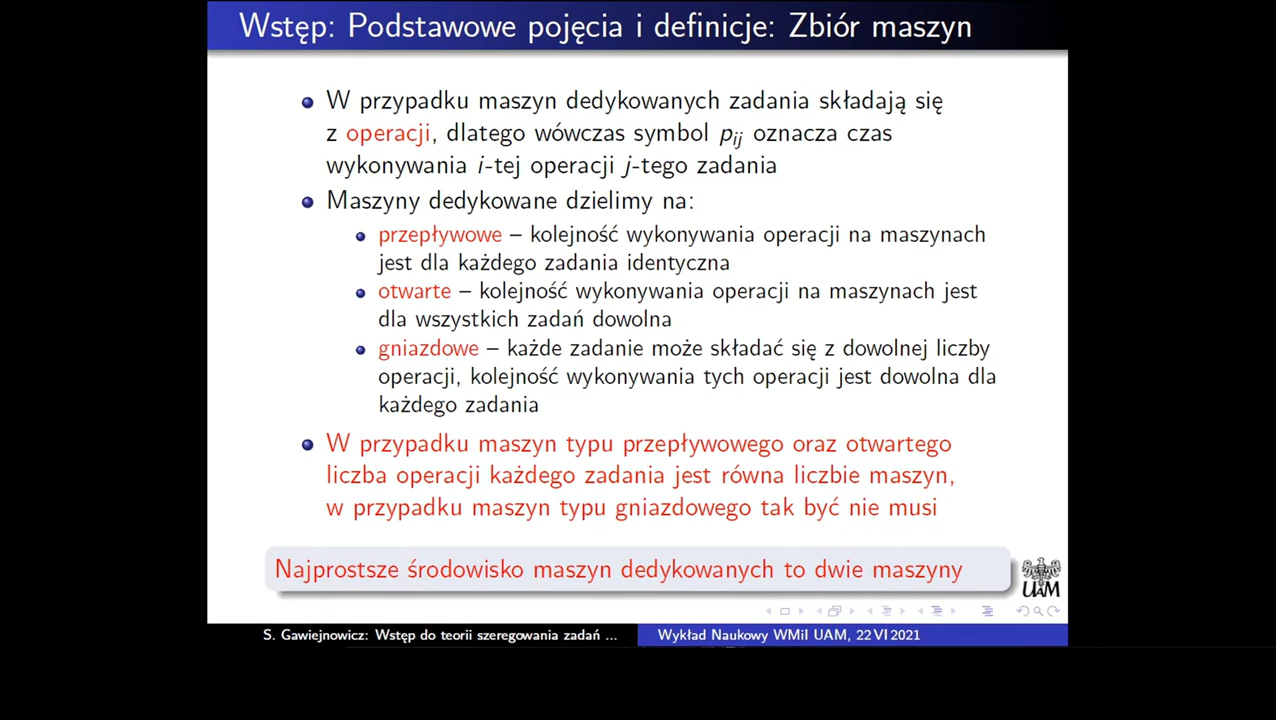 Wstęp: Podstawowe pojęcia i definicje: Zbiór maszyn
W przypadku maszyn dedykowanych zadania składają się
z operacji, dlatego wówczas symbol pij oznacza czas
wykonywania i-tej operacji j-tego zadania
Maszyny dedykowane dzielimy na:
przepływowe – kolejność wykonywania operacji na maszynach
jest dla każdego zadania identyczna
otwarte – kolejność wykonywania operacji na maszynach jest
dla wszystkich zadań dowolna
gniazdowe – każde zadanie może składać się z dowolnej liczby
operacji, kolejność wykonywania tych operacji jest dowolna dla
każdego zadania
W przypadku maszyn typu przepływowego oraz otwartego
liczba operacji każdego zadania jest równa liczbie maszyn,
w przypadku maszyn typu gniazdowego tak być nie musi
Najprostsze środowisko maszyn dedykowanych to dwie maszyny
UAM
S. Gawiejnowicz: Wstęp do teorii szeregowania zadań ...
Wykład Naukowy WMiI UAM, 22 VI 2021